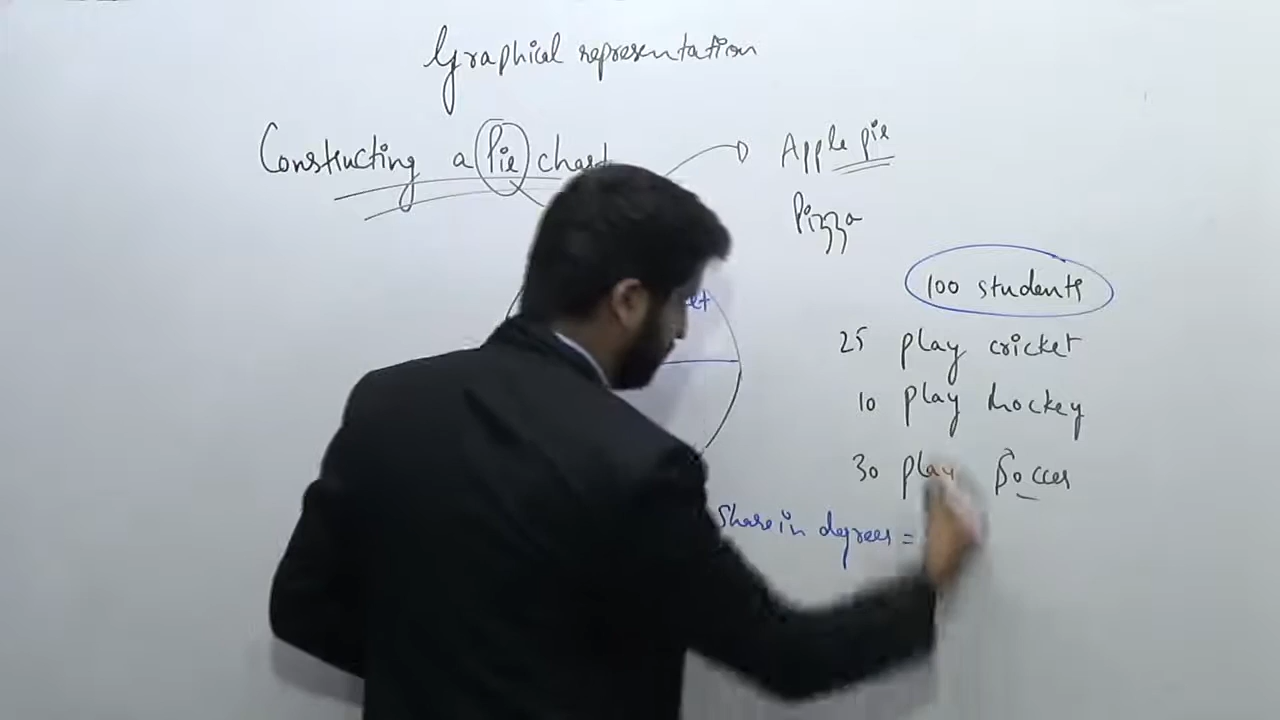 Graphical representation
Constructing a Pie chart
Apple pie
Pizza
100 students
25 play cricket
10 play hockey
30 play soccer
Share in degrees =